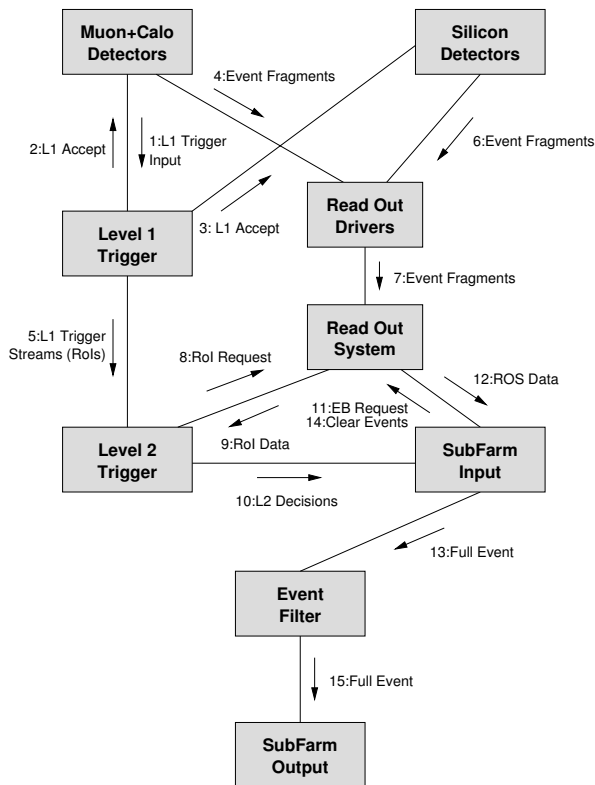 Muon+Calo
Detectors
Silicon
Detectors
4:Event Fragments
2:L1 Accept
1:L1 Trigger
Input
6:Event Fragments
3: L1 Accept
Level 1
Trigger
Read Out
Drivers
7:Event Fragments
5:L1 Trigger
Streams (RoIs)
Read Out
System
8:RoI Request
12:ROS Data
11:EB Request
14:Clear Events
9:RoI Data
Level 2
Trigger
SubFarm
Input
10:L2 Decisions
13:Full Event
Event
Filter
15:Full Event
SubFarm
Output